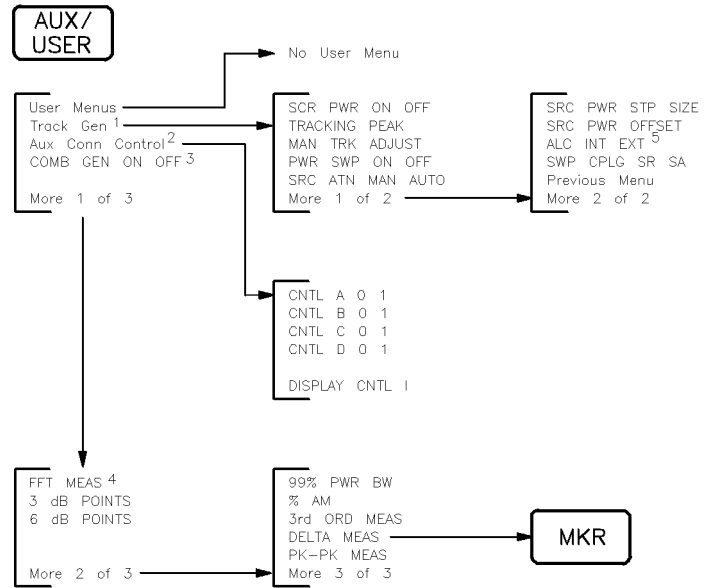 AUX/
USER
No User Menu
User Menus
Track Gen 1
Aux Conn Control 2
COMB GEN ON OFF 3
More 1 of 3
SCR PWR ON OFF
TRACKING PEAK
MAN TRK ADJUST
PWR SWP ON OFF
SRC ATN MAN AUTO
More 1 of 2
SRC PWR STP SIZE
SRC PWR OFFSET
ALC INT EXT 5
SWP CPLG SR SA
Previous Menu
More 2 of 2
CNTL A 0 1
CNTL B 0 1
CNTL C 0 1
CNTL D 0 1
DISPLAY CNTL I
FFT MEAS 4
3 dB POINTS
6 dB POINTS
More 2 of 3
99% PWR BW
% AM
3rd ORD MEAS
DELTA MEAS
PK-PK MEAS
More 3 of 3
MKR